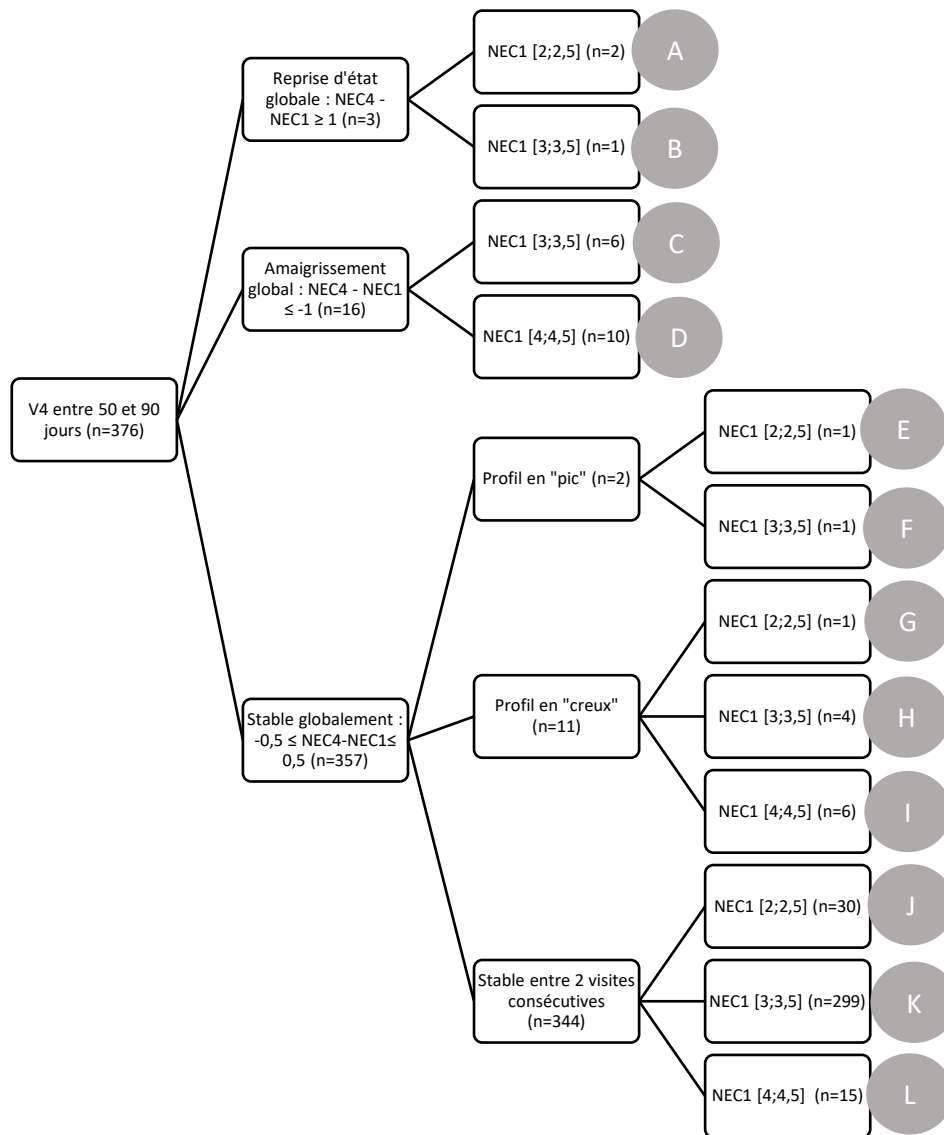 V4 entre 50 et 90
jours (n=376)
Reprise d'état
globale : NEC4 -
NEC1 ≥ 1 (n=3)
NEC1 [2;2,5] (n=2)
A
NEC1 [3;3,5] (n=1)
B
Amaigrissement
global : NEC4 - NEC1
≤ -1 (n=16)
NEC1 [3;3,5] (n=6)
C
NEC1 [4;4,5] (n=10)
D
Stable globalement :
-0,5 ≤ NEC4-NEC1≤
0,5 (n=357)
Profil en "pic" (n=2)
NEC1 [2;2,5] (n=1)
E
NEC1 [3;3,5] (n=1)
F
Profil en "creux"
(n=11)
NEC1 [2;2,5] (n=1)
G
NEC1 [3;3,5] (n=4)
H
NEC1 [4;4,5] (n=6)
I
Stable entre 2 visites
consécutives
(n=344)
NEC1 [2;2,5] (n=30)
J
NEC1 [3;3,5] (n=299)
K
NEC1 [4;4,5] (n=15)
L